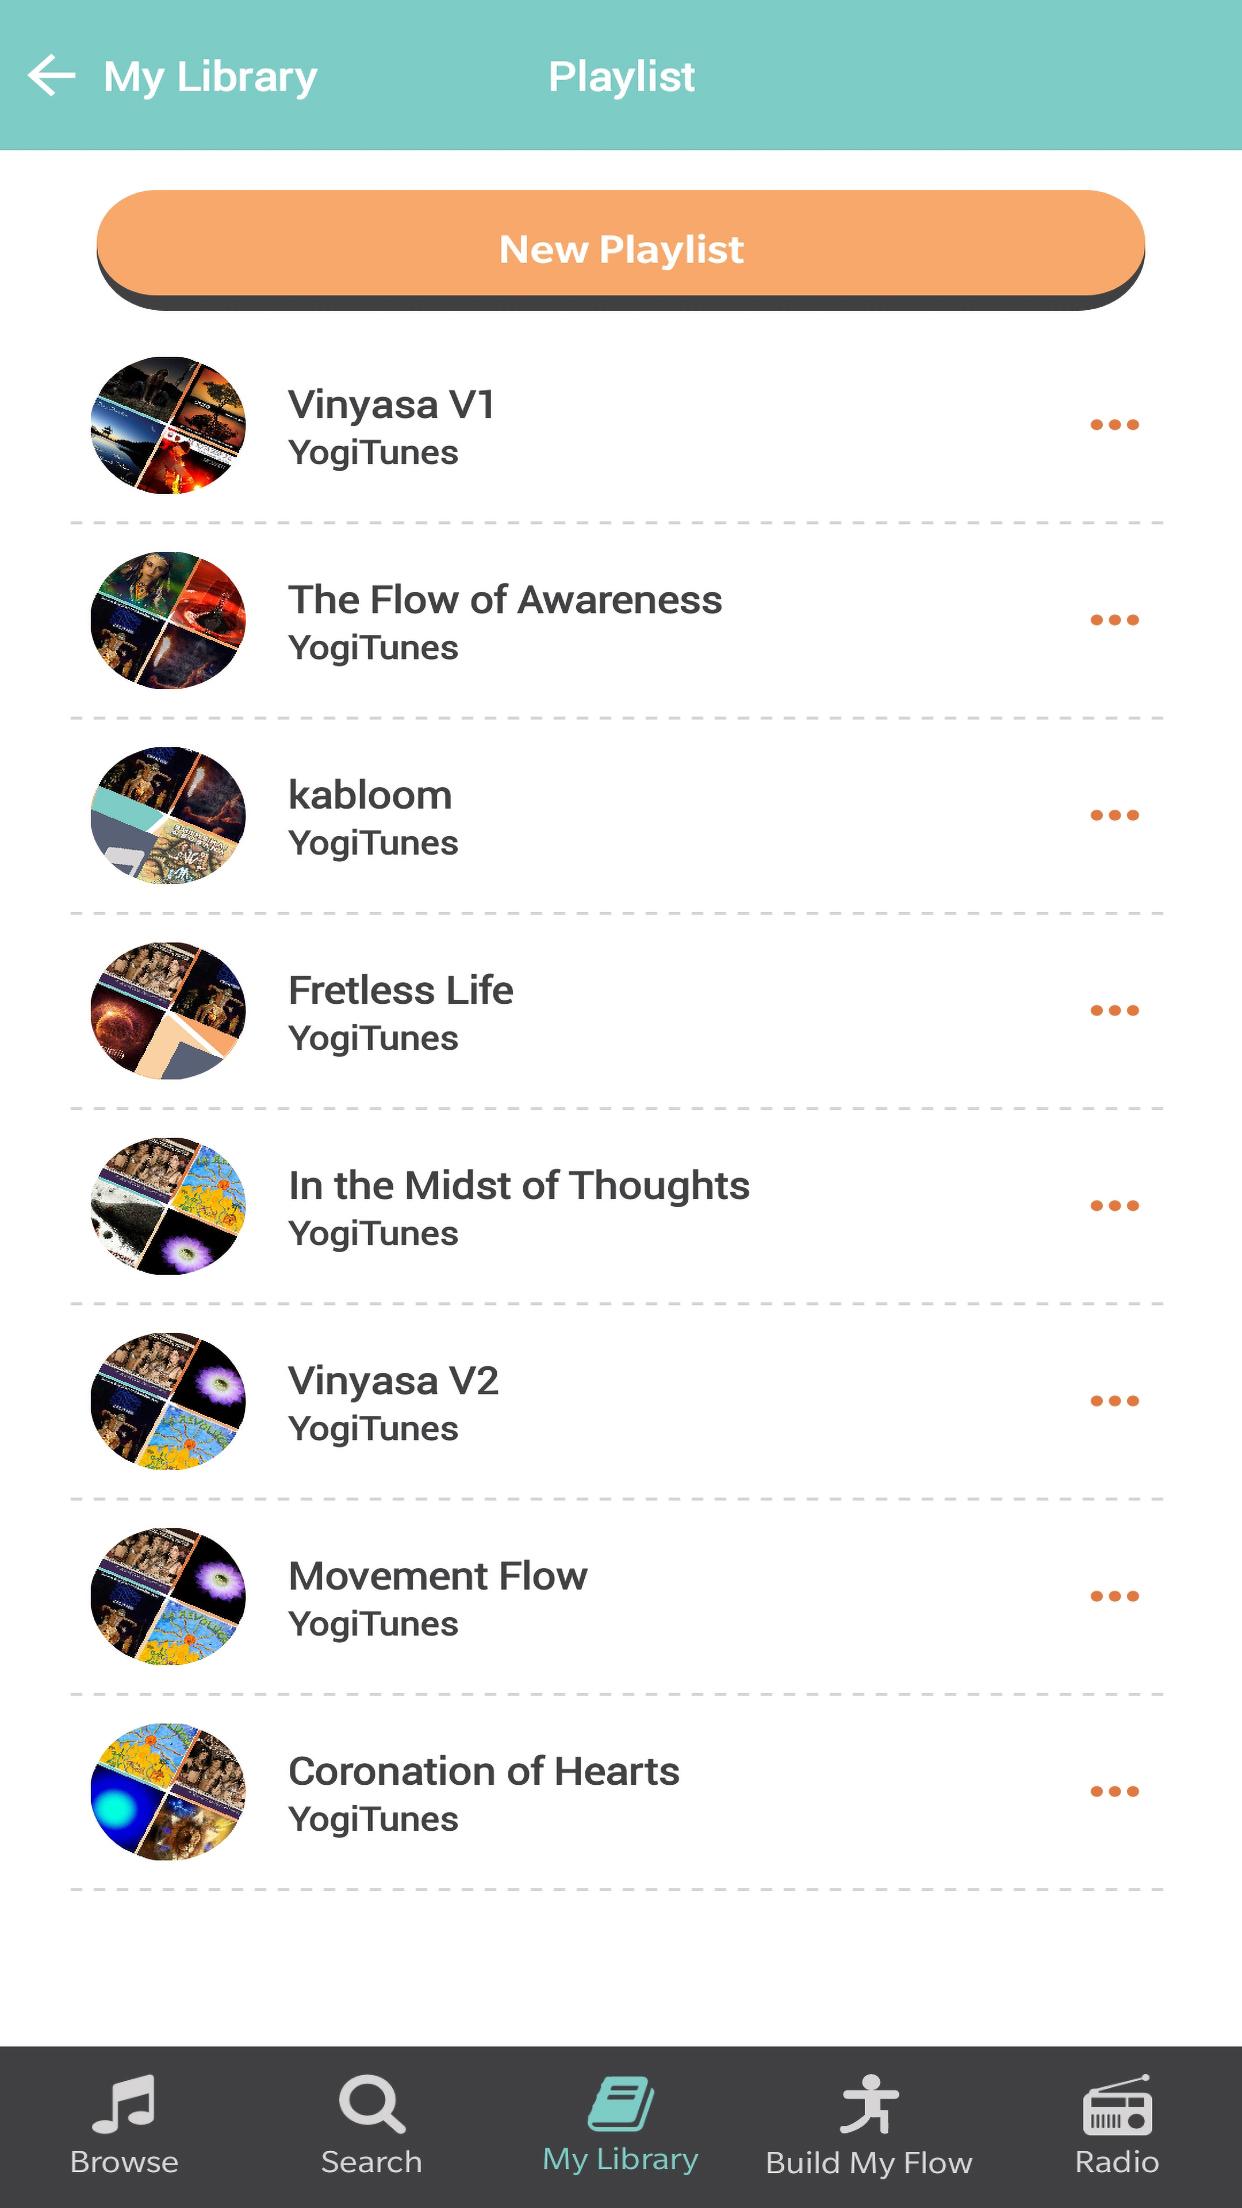 My Library
Playlist
New Playlist
Vinyasa V1
YogiTunes
The Flow of Awareness
YogiTunes
kabloom
YogiTunes
Fretless Life
YogiTunes
In the Midst of Thoughts
YogiTunes
Vinyasa V2
YogiTunes
Movement Flow
YogiTunes
Coronation of Hearts
YogiTunes
Browse
Search
My Library
Build My Flow
Radio